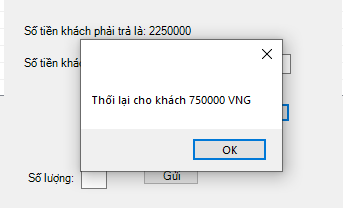 Số tiền khách phải trả là: 2250000
Số tiền khá
Thối lại cho khách 750000 VNG
OK
Số lượng:
Gửi